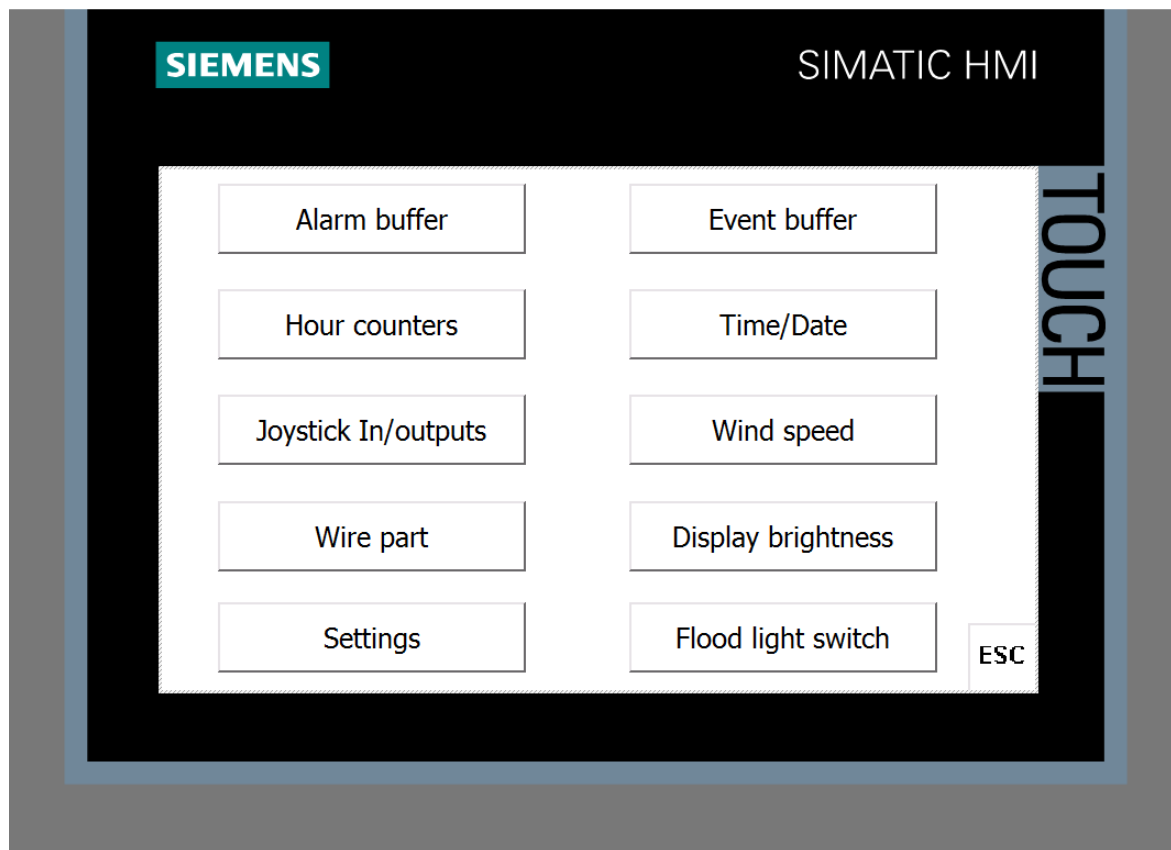 SIEMENS
SIMATIC HMI
TOUCH
Alarm buffer
Event buffer
Hour counters
Time/Date
Joystick In/outputs
Wind speed
Wire part
Display brightness
Settings
Flood light switch
ESC